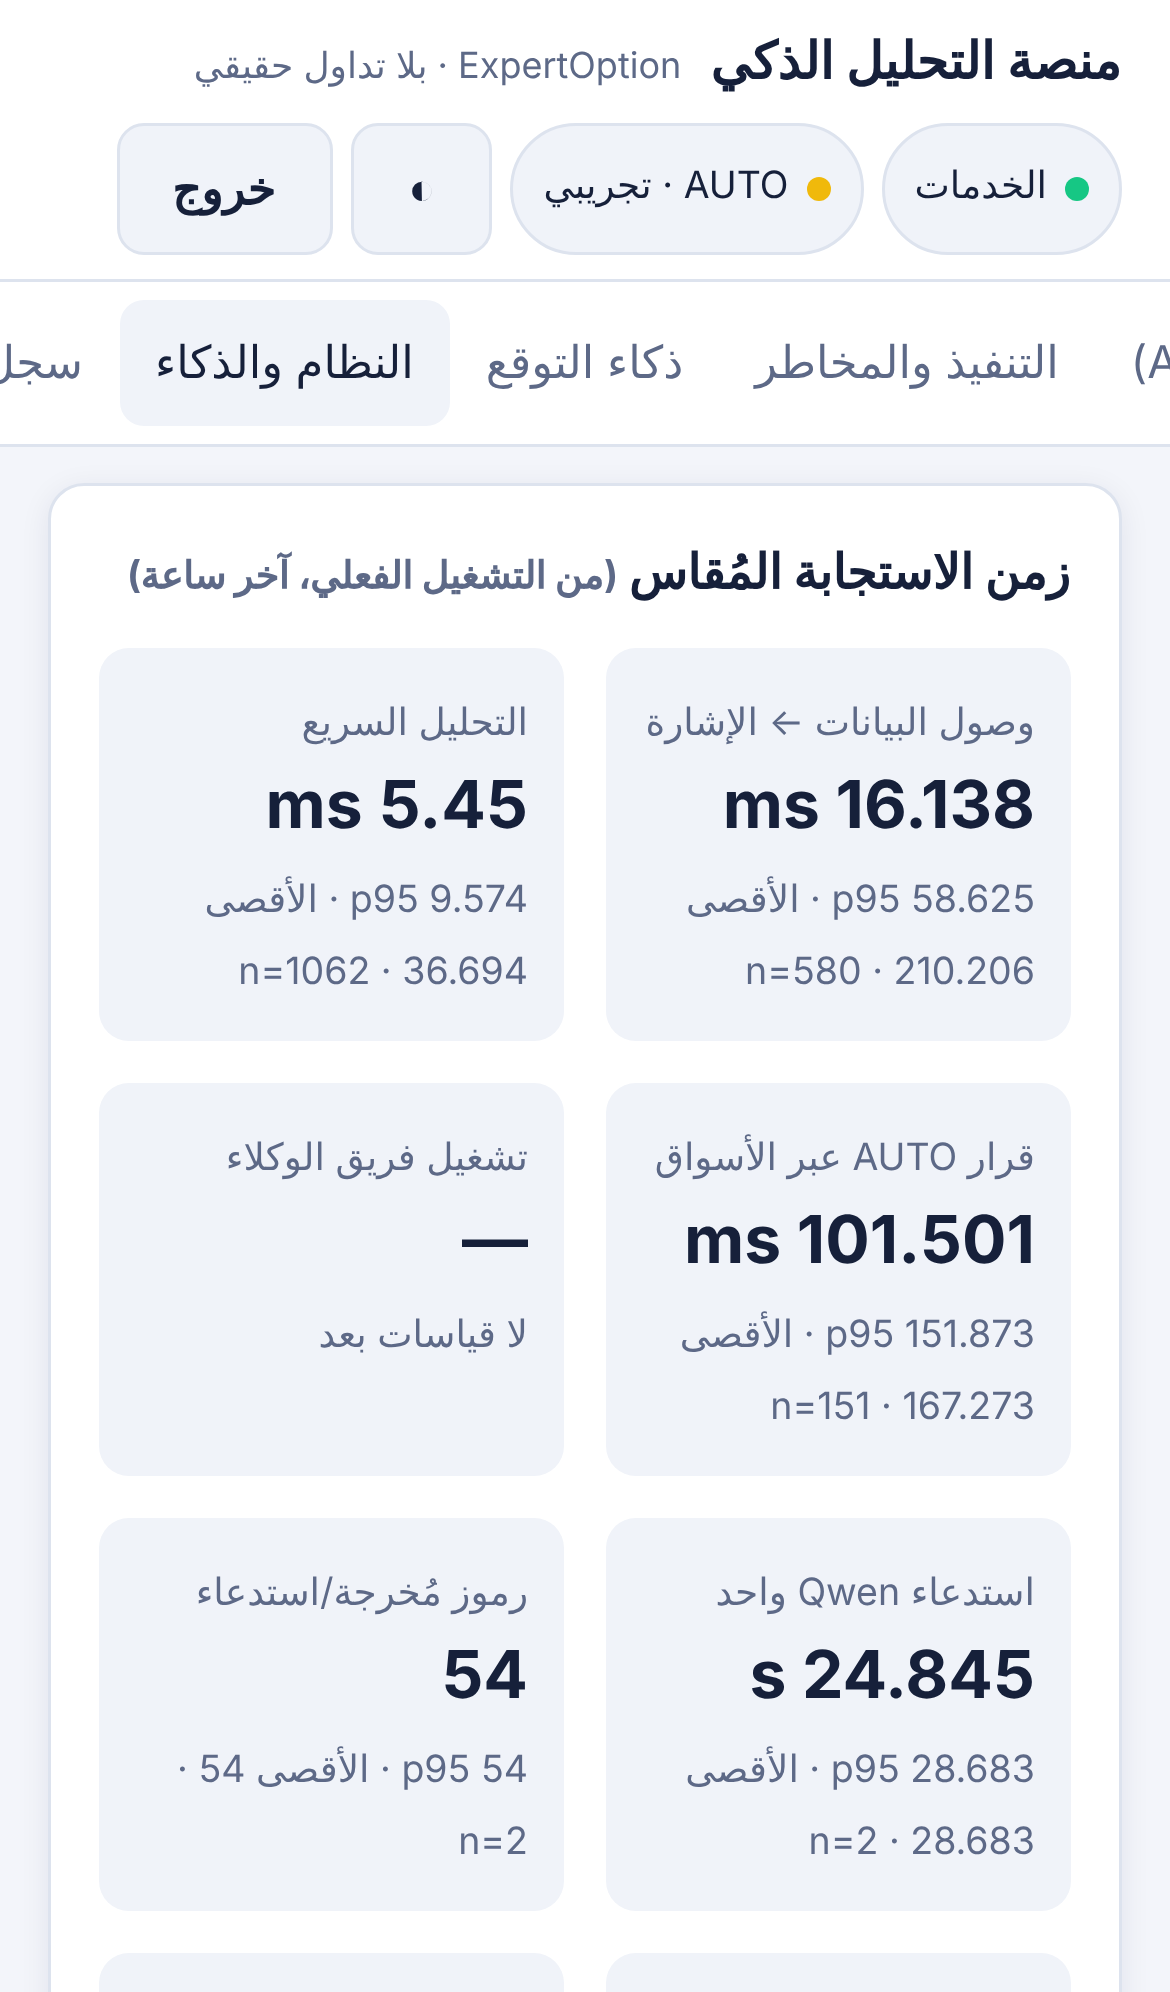 منصة التحليل الذكي ExpertOption · بلا تداول حقيقي
الخدمات
AUTO · تجريبي
خروج
التنفيذ والمخاطر
ذكاء التوقع
النظام والذكاء
سجل
زمن الاستجابة المُقاس (من التشغيل الفعلي، آخر ساعة)
وصول البيانات ← الإشارة
16.138 ms
p95 58.625 · الأقصى
210.206 · n=580
التحليل السريع
5.45 ms
p95 9.574 · الأقصى
36.694 · n=1062
قرار AUTO عبر الأسواق
101.501 ms
p95 151.873 · الأقصى
167.273 · n=151
تشغيل فريق الوكلاء
—
لا قياسات بعد
استدعاء Qwen واحد
24.845 s
p95 28.683 · الأقصى
28.683 · n=2
رموز مُخرجة/استدعاء
54
p95 54 · الأقصى 54 ·
n=2